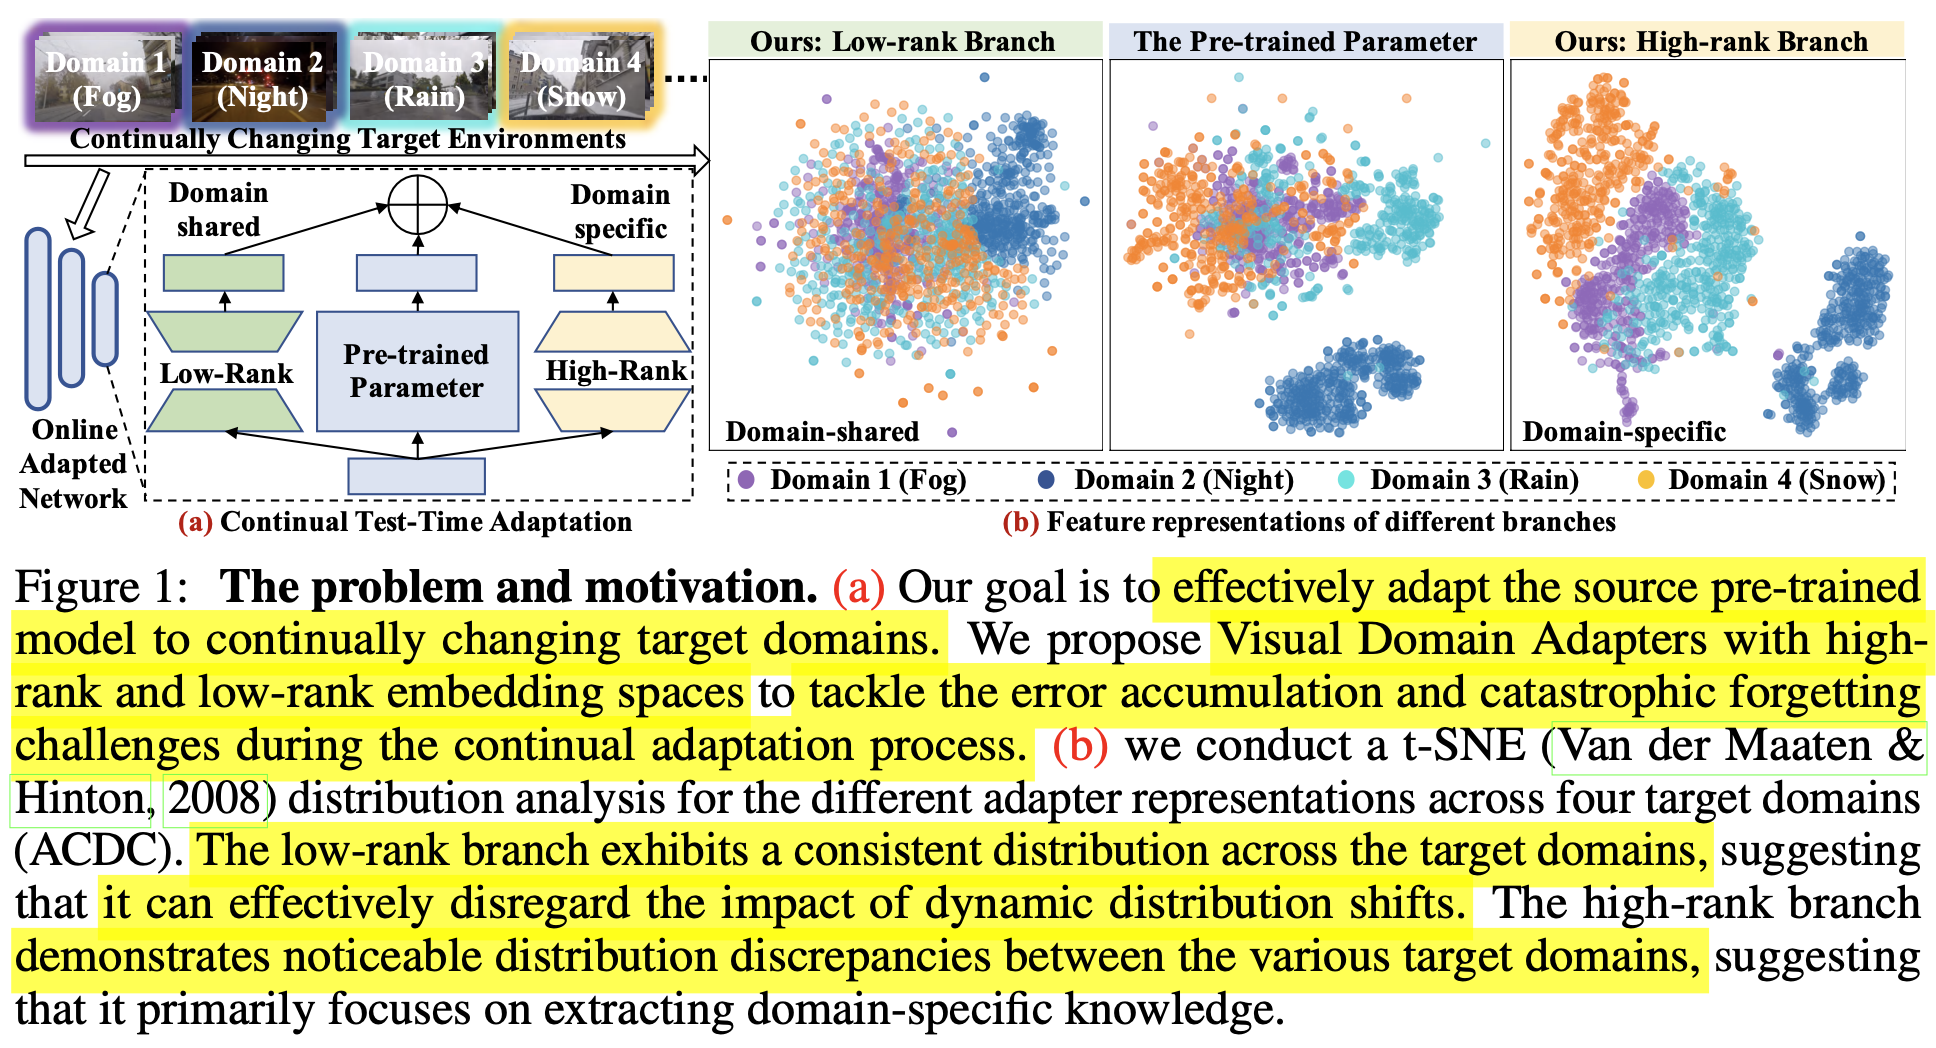 Domain 1
(Fog)
Domain 2
(Night)
Domain 3
(Rain)
Domain 4
(Snow)
....
Continually Changing Target Environments
Domain
shared
Domain
specific
Low-Rank
Pre-trained
Parameter
High-Rank
Online
Adapted
Network
(a) Continual Test-Time Adaptation
Ours: Low-rank Branch
The Pre-trained Parameter
Ours: High-rank Branch
Domain-shared
Domain-specific
Domain 1 (Fog)
Domain 2 (Night)
Domain 3 (Rain)
Domain 4 (Snow)
(b) Feature representations of different branches
Figure 1: The problem and motivation. (a) Our goal is to effectively adapt the source pre-trained
model to continually changing target domains. We propose Visual Domain Adapters with high-
rank and low-rank embedding spaces to tackle the error accumulation and catastrophic forgetting
challenges during the continual adaptation process. (b) we conduct a t-SNE (Van der Maaten &
Hinton, 2008) distribution analysis for the different adapter representations across four target domains
(ACDC). The low-rank branch exhibits a consistent distribution across the target domains, suggesting
that it can effectively disregard the impact of dynamic distribution shifts. The high-rank branch
demonstrates noticeable distribution discrepancies between the various target domains, suggesting
that it primarily focuses on extracting domain-specific knowledge.